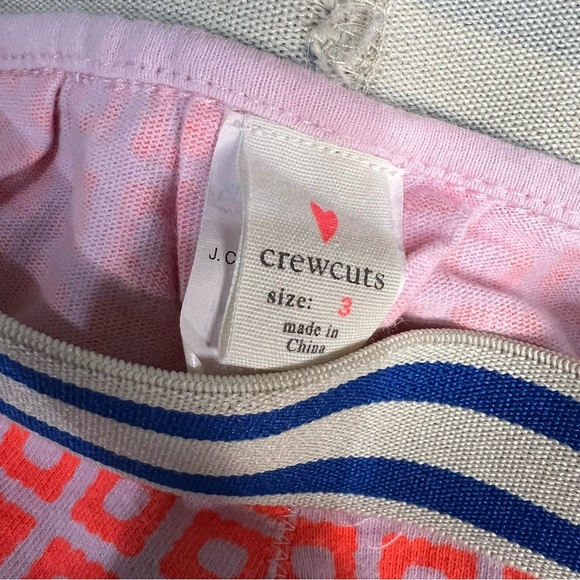 crewcuts
size: 3
made in
China
J. C